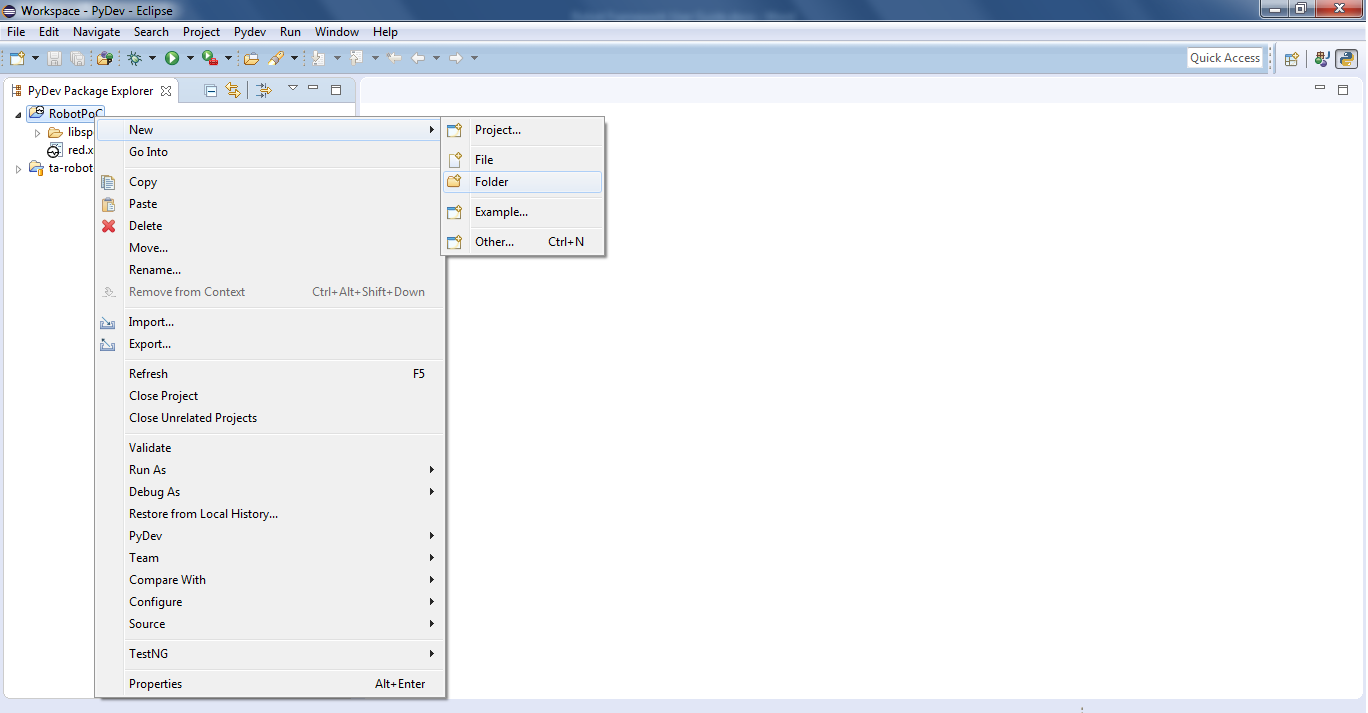 Workspace - PyDev - Eclipse
File Edit Navigate Search Project Pydev Run Window Help
Quick Access
PyDev Package Explorer
RobotPoC
libsp
red.x
ta-robot
New
Go Into
Copy
Paste
Delete
Move...
Rename...
Remove from Context Ctrl+Alt+Shift+Down
Import...
Export...
Refresh F5
Close Project
Close Unrelated Projects
Validate
Run As
Debug As
Restore from Local History...
PyDev
Team
Compare With
Configure
Source
TestNG
Properties Alt+Enter
Project...
File
Folder
Example...
Other... Ctrl+N